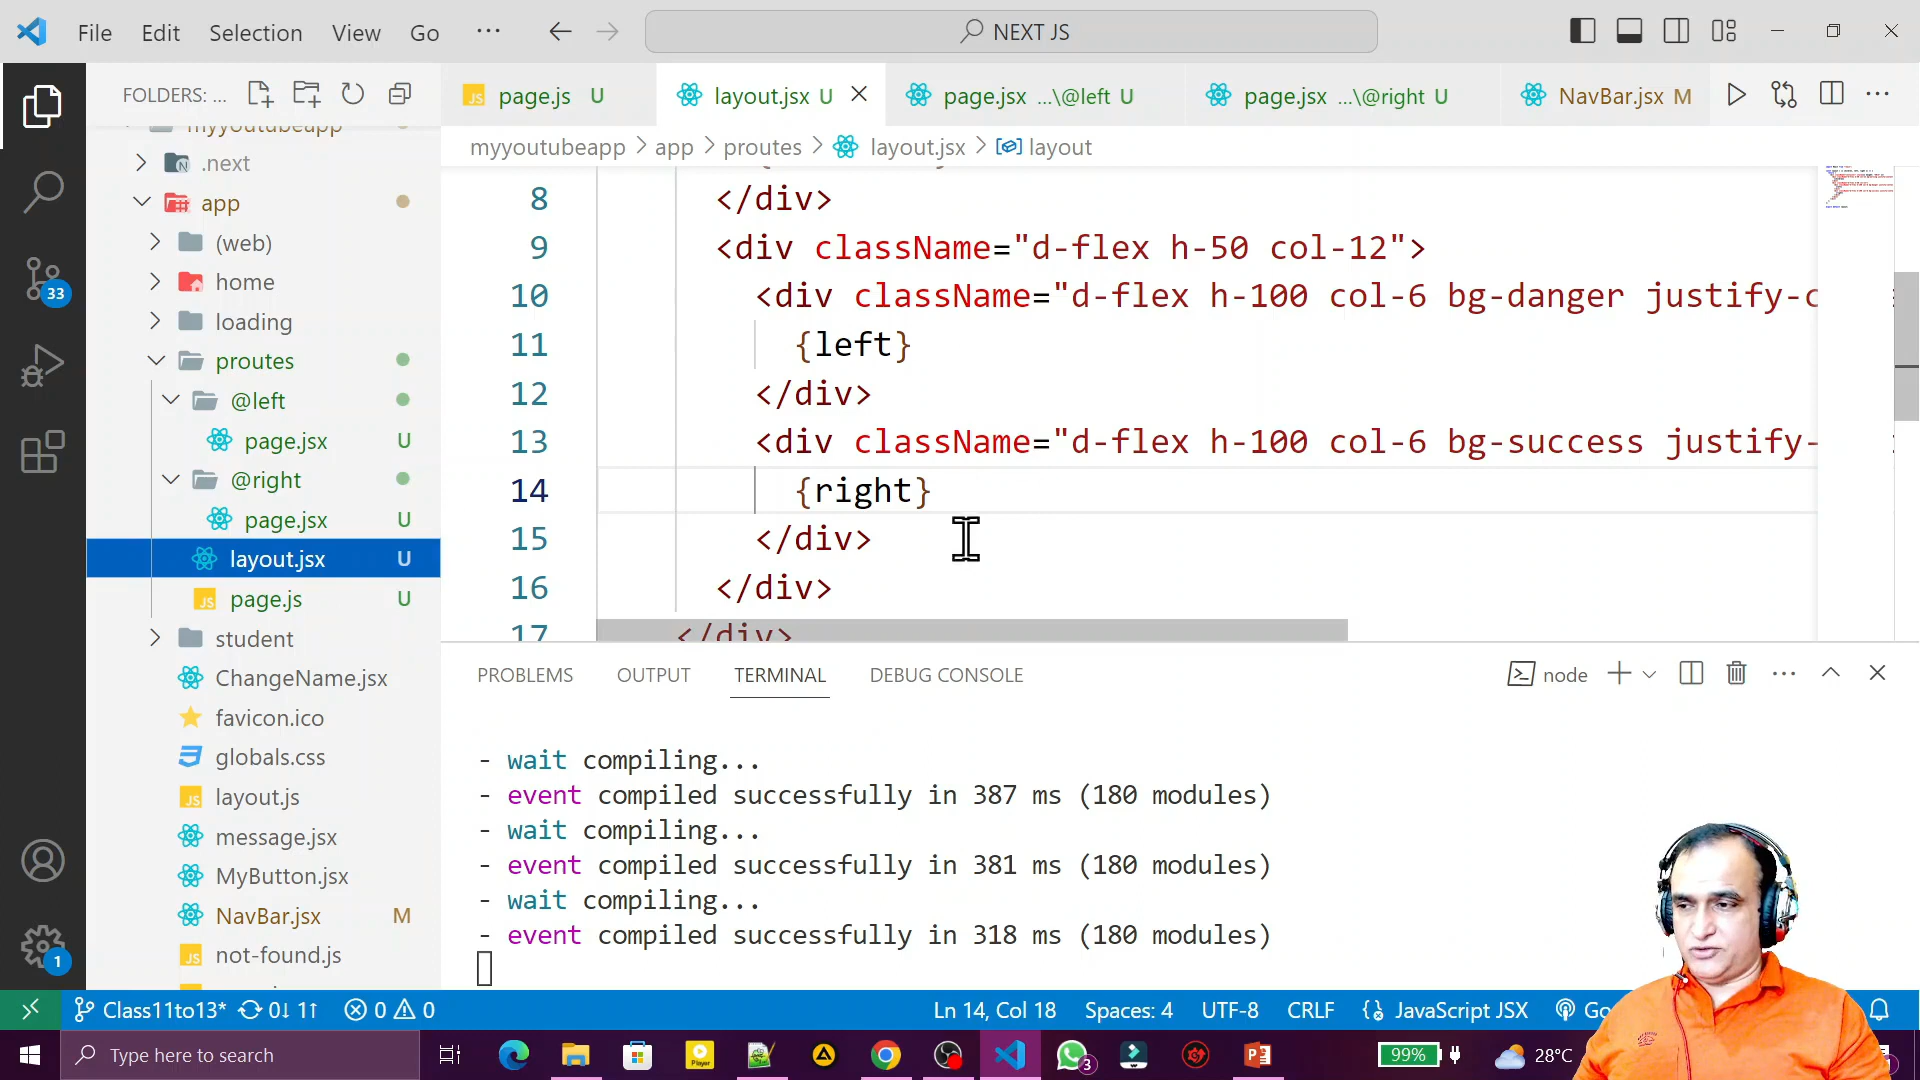 File Edit Selection View Go ··· NEXT JS
FOLDERS: ...
page.js U
layout.jsx U
page.jsx ...\@left U
page.jsx ...\@right U
NavBar.jsx M
myyoutubeapp > app > proutes > layout.jsx > layout
myyoutubeapp
.next
app
(web)
home
loading
proutes
@left
page.jsx U
@right
page.jsx U
layout.jsx U
page.js U
student
ChangeName.jsx
favicon.ico
globals.css
layout.js
message.jsx
MyButton.jsx
NavBar.jsx M
not-found.js
33
1
8 </div>
9 <div className="d-flex h-50 col-12">
10 <div className="d-flex h-100 col-6 bg-danger justify-c
11 {left}
12 </div>
13 <div className="d-flex h-100 col-6 bg-success justify-
14 {right}
15 </div>
16 </div>
17 </div>
PROBLEMS OUTPUT TERMINAL DEBUG CONSOLE
node
- wait compiling...
- event compiled successfully in 387 ms (180 modules)
- wait compiling...
- event compiled successfully in 381 ms (180 modules)
- wait compiling...
- event compiled successfully in 318 ms (180 modules)
Class11to13* 0↓ 1↑ 0 0
Ln 14, Col 18 Spaces: 4 UTF-8 CRLF JavaScript JSX Go
Type here to search
Player
3
99%
28°C